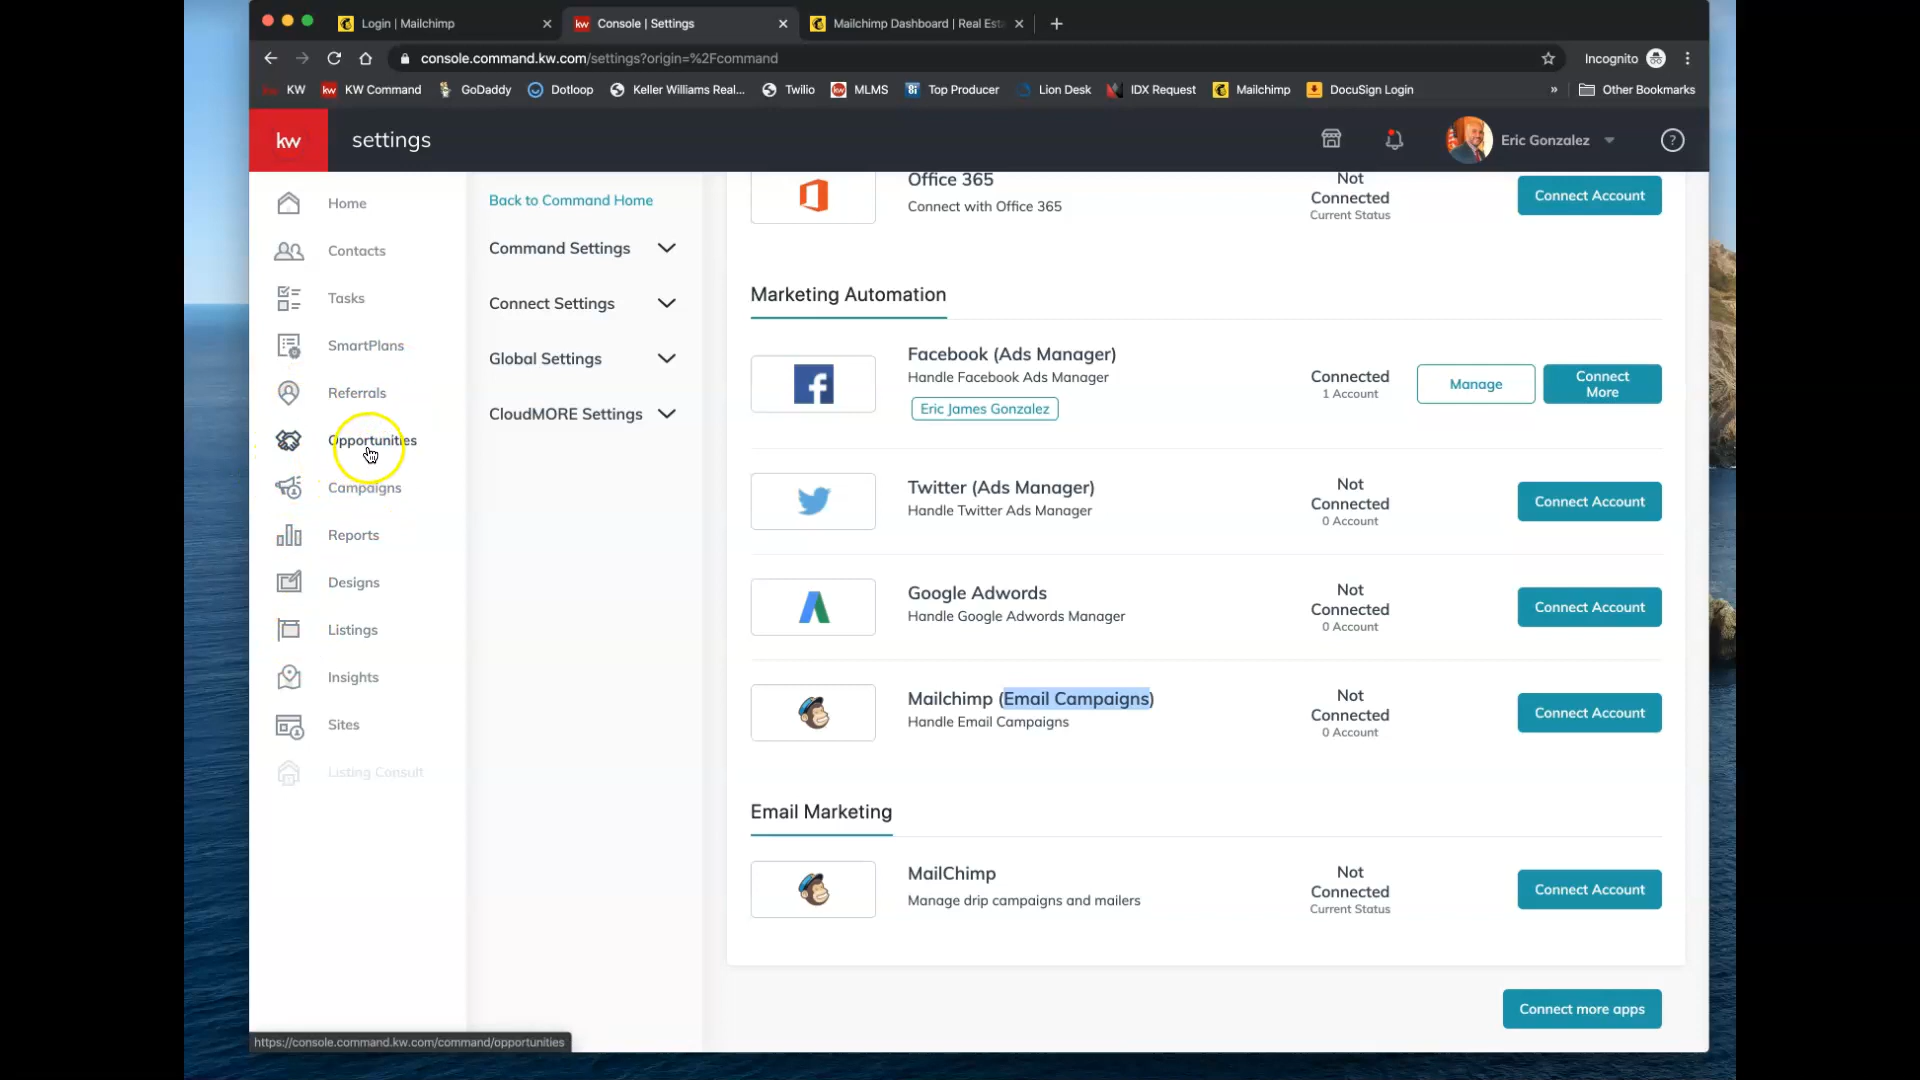 Login | Mailchimp
Console | Settings
Mailchimp Dashboard | Real Est
console.command.kw.com/settings?origin=%2Fcommand
Incognito
KW
KW Command
GoDaddy
Dotloop
Keller Williams Real...
Twilio
MLMS
Top Producer
Lion Desk
IDX Request
Mailchimp
DocuSign Login
»
Other Bookmarks
kw
settings
Eric Gonzalez
?
Home
Contacts
Tasks
SmartPlans
Referrals
Opportunities
Campaigns
Reports
Designs
Listings
Insights
Sites
Listing Consult
Back to Command Home
Command Settings
Connect Settings
Global Settings
CloudMORE Settings
Office 365
Connect with Office 365
Not
Connected
Current Status
Connect Account
Marketing Automation
Facebook (Ads Manager)
Handle Facebook Ads Manager
Eric James Gonzalez
Connected
1 Account
Manage
Connect
More
Twitter (Ads Manager)
Handle Twitter Ads Manager
Not
Connected
0 Account
Connect Account
Google Adwords
Handle Google Adwords Manager
Not
Connected
0 Account
Connect Account
Mailchimp (Email Campaigns)
Handle Email Campaigns
Not
Connected
0 Account
Connect Account
Email Marketing
MailChimp
Manage drip campaigns and mailers
Not
Connected
Current Status
Connect Account
Connect more apps
https://console.command.kw.com/command/opportunities